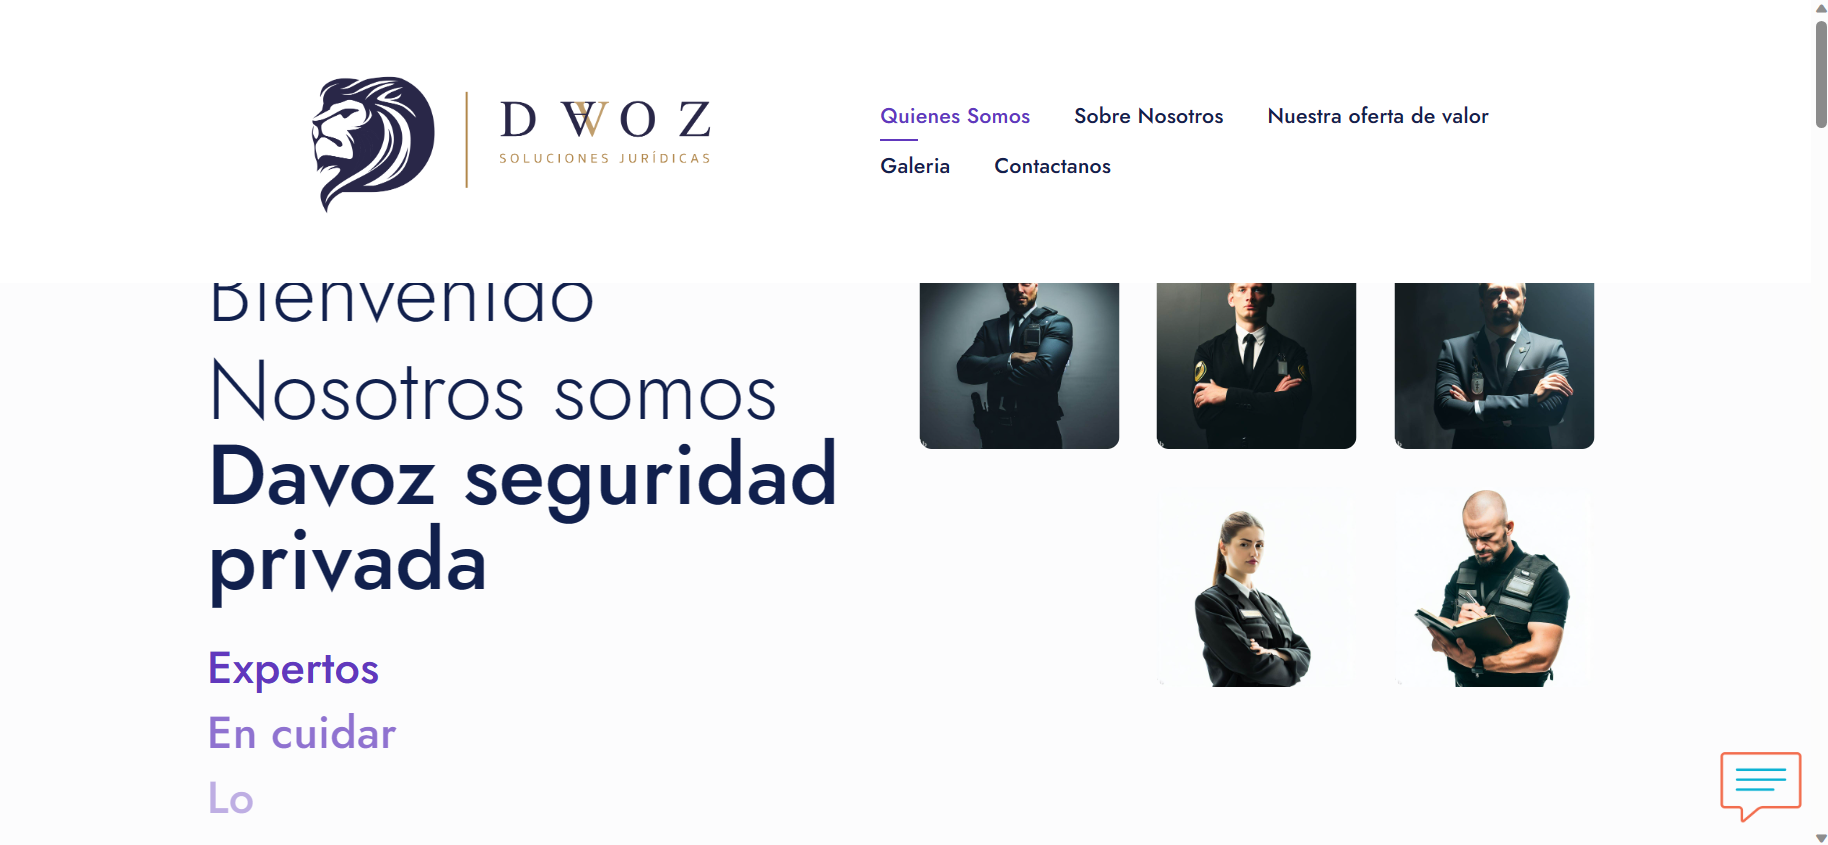 DAVOZ
SOLUCIONES JURÍDICAS
Quienes Somos
Sobre Nosotros
Nuestra oferta de valor
Galeria
Contactanos
Bienvenido
Nosotros somos
Davoz seguridad
privada
Expertos
En cuidar
Lo